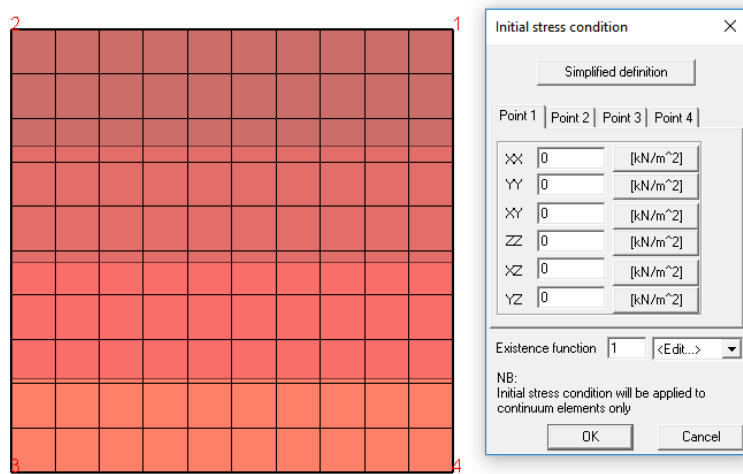 2 1
3 4
Initial stress condition
Simplified definition
Point 1 Point 2 Point 3 Point 4
XX 0 [kN/m^2]
YY 0 [kN/m^2]
XY 0 [kN/m^2]
ZZ 0 [kN/m^2]
XZ 0 [kN/m^2]
YZ 0 [kN/m^2]
Existence function 1 <Edit...>
NB:
Initial stress condition will be applied to
continuum elements only
OK Cancel